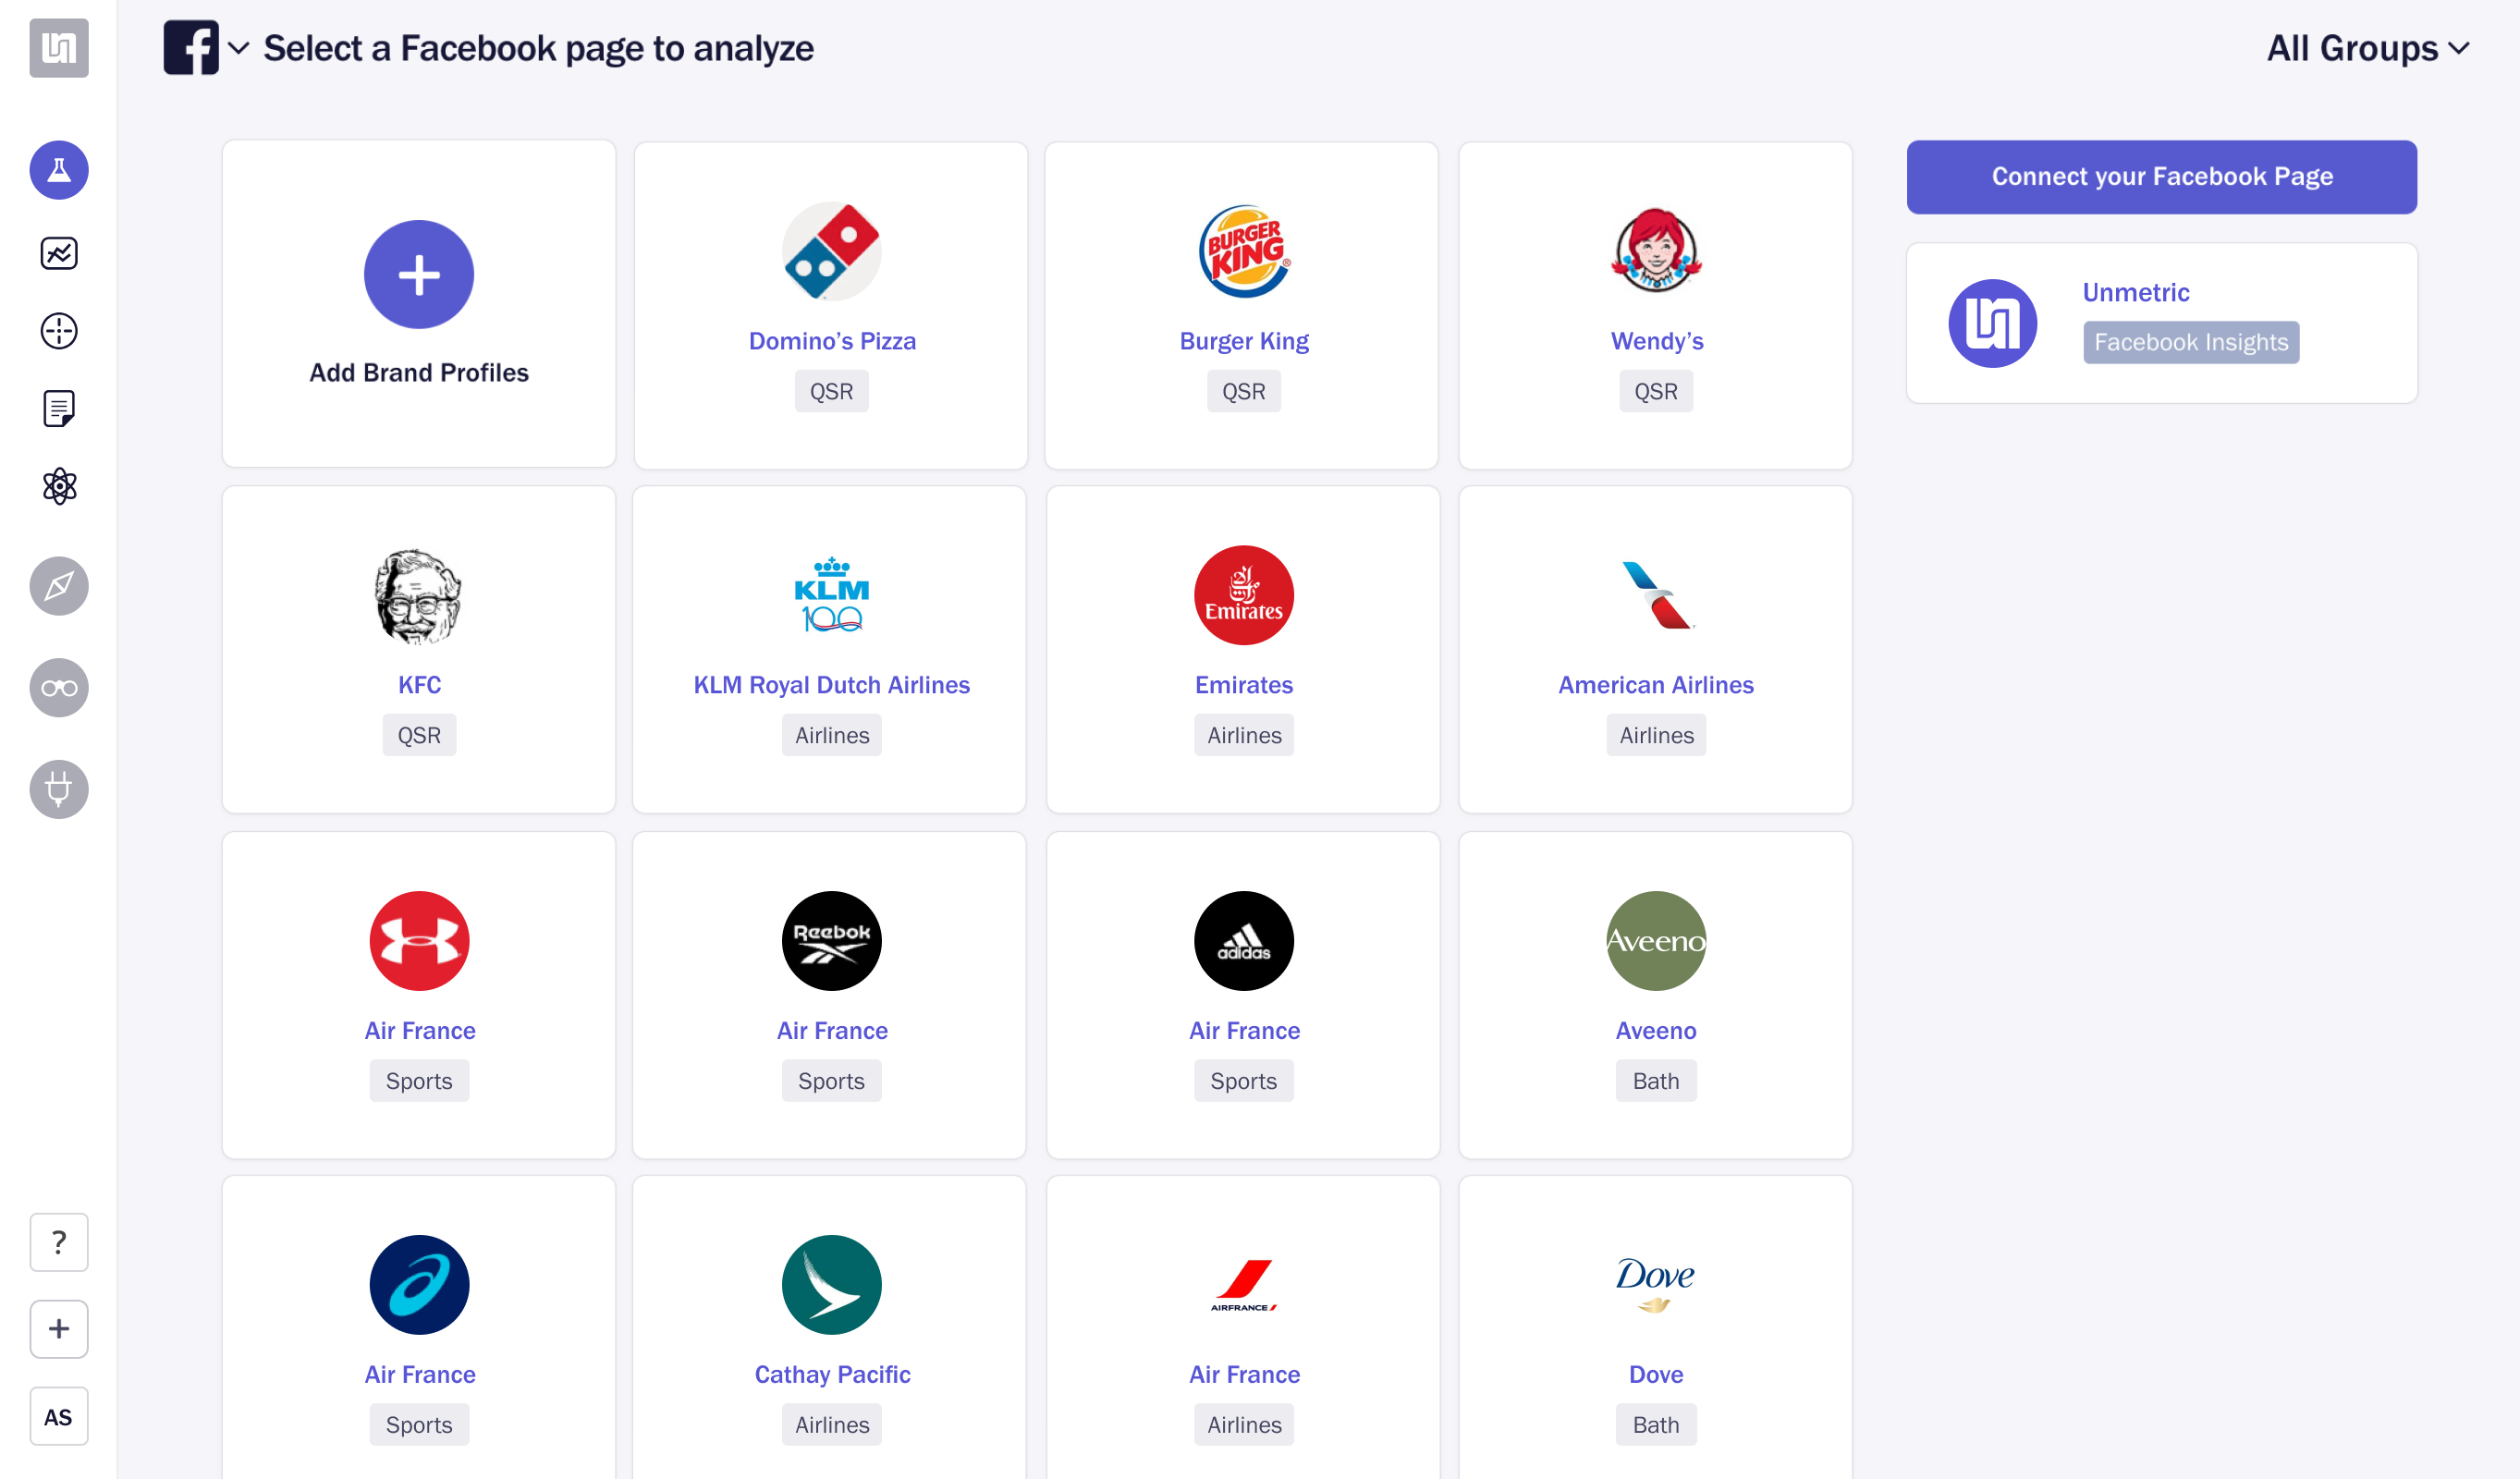 Select a Facebook page to analyze
All Groups
Add Brand Profiles
Domino’s Pizza
QSR
BURGER
KING
®
Burger King
QSR
Wendy’s
QSR
Connect your Facebook Page
Unmetric
Facebook Insights
KFC
QSR
KLM
100
KLM Royal Dutch Airlines
Airlines
Emirates
Emirates
Airlines
American Airlines
Airlines
Air France
Sports
Reebok
Air France
Sports
adidas
Air France
Sports
Aveeno
Aveeno
Bath
Air France
Sports
Cathay Pacific
Airlines
AIRFRANCE
Air France
Airlines
Dove
Dove
Bath
?
+
AS